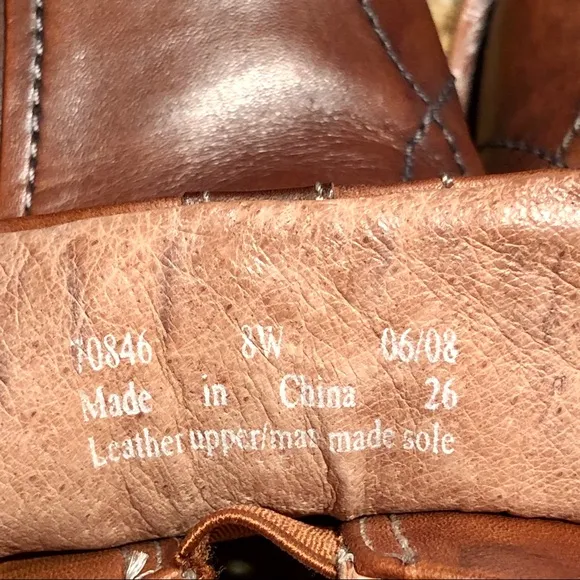 70846 8W 06/08
Made in China 26
Leather upper/man made sole